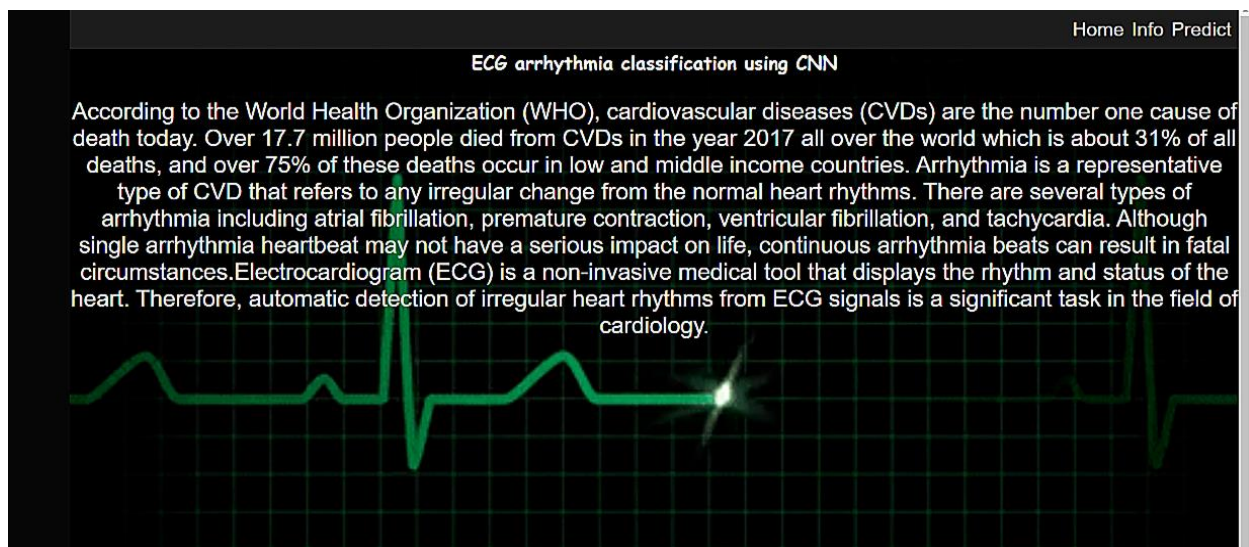 Home Info Predict
ECG arrhythmia classification using CNN
According to the World Health Organization (WHO), cardiovascular diseases (CVDs) are the number one cause of
death today. Over 17.7 million people died from CVDs in the year 2017 all over the world which is about 31% of all
deaths, and over 75% of these deaths occur in low and middle income countries. Arrhythmia is a representative
type of CVD that refers to any irregular change from the normal heart rhythms. There are several types of
arrhythmia including atrial fibrillation, premature contraction, ventricular fibrillation, and tachycardia. Although
single arrhythmia heartbeat may not have a serious impact on life, continuous arrhythmia beats can result in fatal
circumstances.Electrocardiogram (ECG) is a non-invasive medical tool that displays the rhythm and status of the
heart. Therefore, automatic detection of irregular heart rhythms from ECG signals is a significant task in the field of
cardiology.